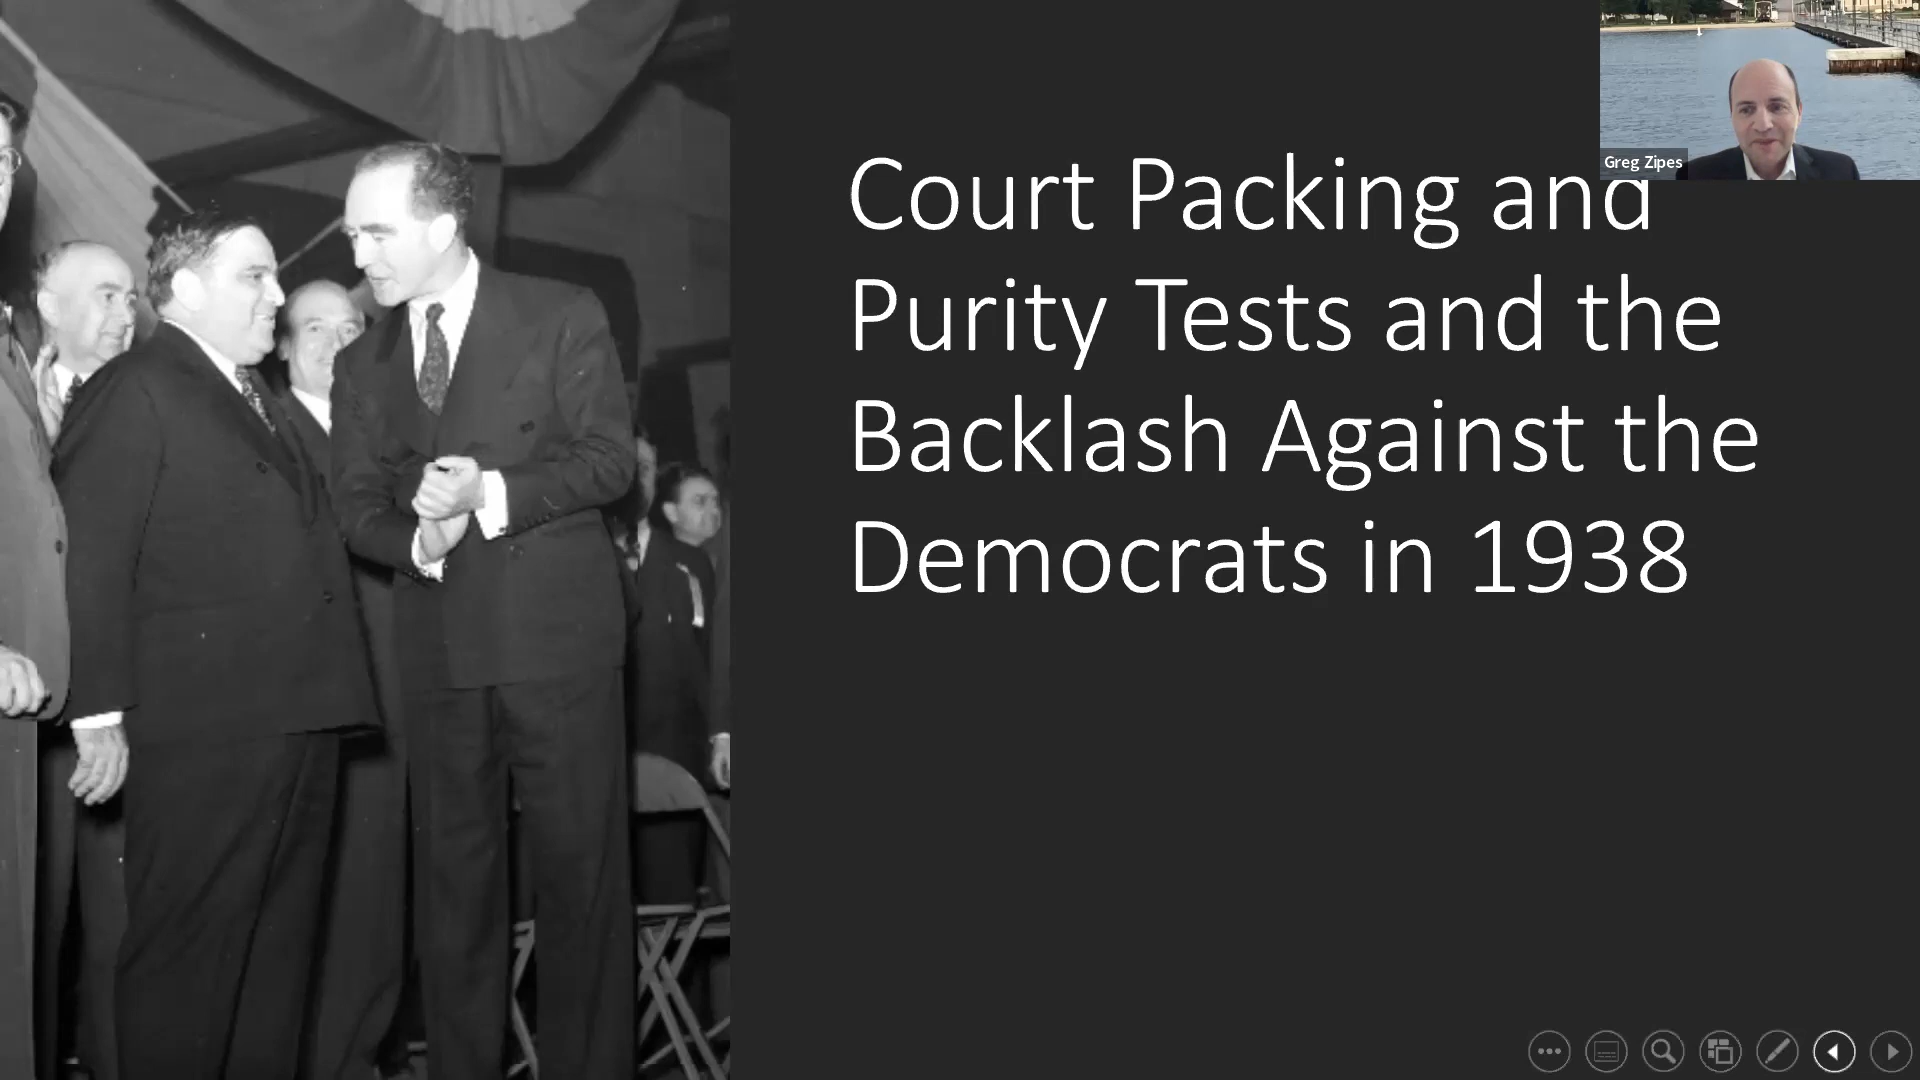 Greg Zipes
Court Packing and
Purity Tests and the
Backlash Against the
Democrats in 1938